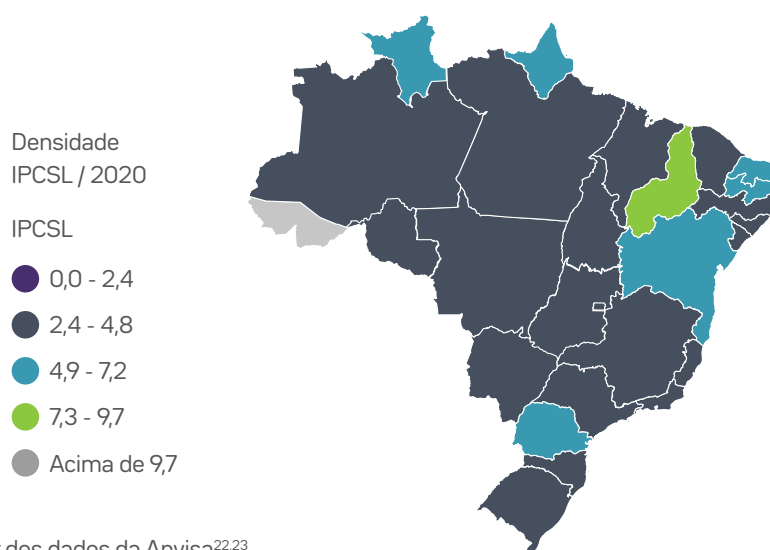 Densidade
IPCSL / 2020
IPCSL
0,0 - 2,4
2,4 - 4,8
4,9 - 7,2
7,3 - 9,7
Acima de 9,7
dos dados da Anvisa22,23